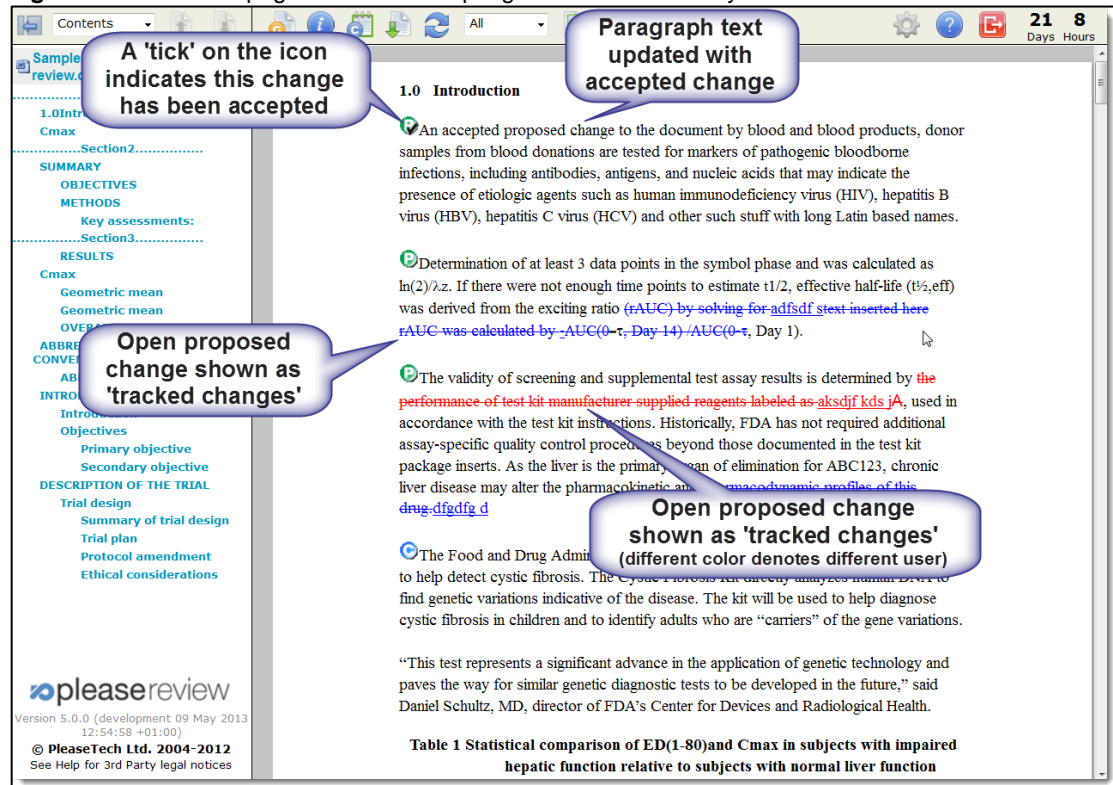 Contents
All
21 8
Days Hours
Sample
review.
1.0Intr
Cmax
Section2
SUMMARY
OBJECTIVES
METHODS
Key assessments:
Section3
RESULTS
Cmax
Geometric mean
Geometric mean
OVERA
ABBRE
CONVE
AB
INTRO
Introduction
Objectives
Primary objective
Secondary objective
DESCRIPTION OF THE TRIAL
Trial design
Summary of trial design
Trial plan
Protocol amendment
Ethical considerations
pleasereview
Version 5.0.0 (development 09 May 2013
12:54:58 +01:00)
© PleaseTech Ltd. 2004-2012
See Help for 3rd Party legal notices
A 'tick' on the icon
indicates this change
has been accepted
Paragraph text
updated with
accepted change
1.0 Introduction
An accepted proposed change to the document by blood and blood products, donor
samples from blood donations are tested for markers of pathogenic bloodborne
infections, including antibodies, antigens, and nucleic acids that may indicate the
presence of etiologic agents such as human immunodeficiency virus (HIV), hepatitis B
virus (HBV), hepatitis C virus (HCV) and other such stuff with long Latin based names.
Determination of at least 3 data points in the symbol phase and was calculated as
ln(2)/λz. If there were not enough time points to estimate t1/2, effective half-life (t½,eff)
was derived from the exciting ratio (rAUC) by solving for adfsdf stext inserted here
rAUC was calculated by -AUC(0–τ, Day 14) /AUC(0-τ, Day 1).
Open proposed
change shown as
'tracked changes'
The validity of screening and supplemental test assay results is determined by the
performance of test kit manufacturer supplied reagents labeled as aksdjf kds jA, used in
accordance with the test kit instructions. Historically, FDA has not required additional
assay-specific quality control procedures beyond those documented in the test kit
package inserts. As the liver is the primary organ of elimination for ABC123, chronic
liver disease may alter the pharmacokinetic and pharmacodynamic profiles of this
drug.dfgdfg d
Open proposed change
shown as 'tracked changes'
(different color denotes different user)
The Food and Drug Admin
to help detect cystic fibrosis. The Cystic Fibrosis Kit directly analyzes human DNA to
find genetic variations indicative of the disease. The kit will be used to help diagnose
cystic fibrosis in children and to identify adults who are “carriers” of the gene variations.
“This test represents a significant advance in the application of genetic technology and
paves the way for similar genetic diagnostic tests to be developed in the future,” said
Daniel Schultz, MD, director of FDA’s Center for Devices and Radiological Health.
Table 1 Statistical comparison of ED(1-80)and Cmax in subjects with impaired
hepatic function relative to subjects with normal liver function